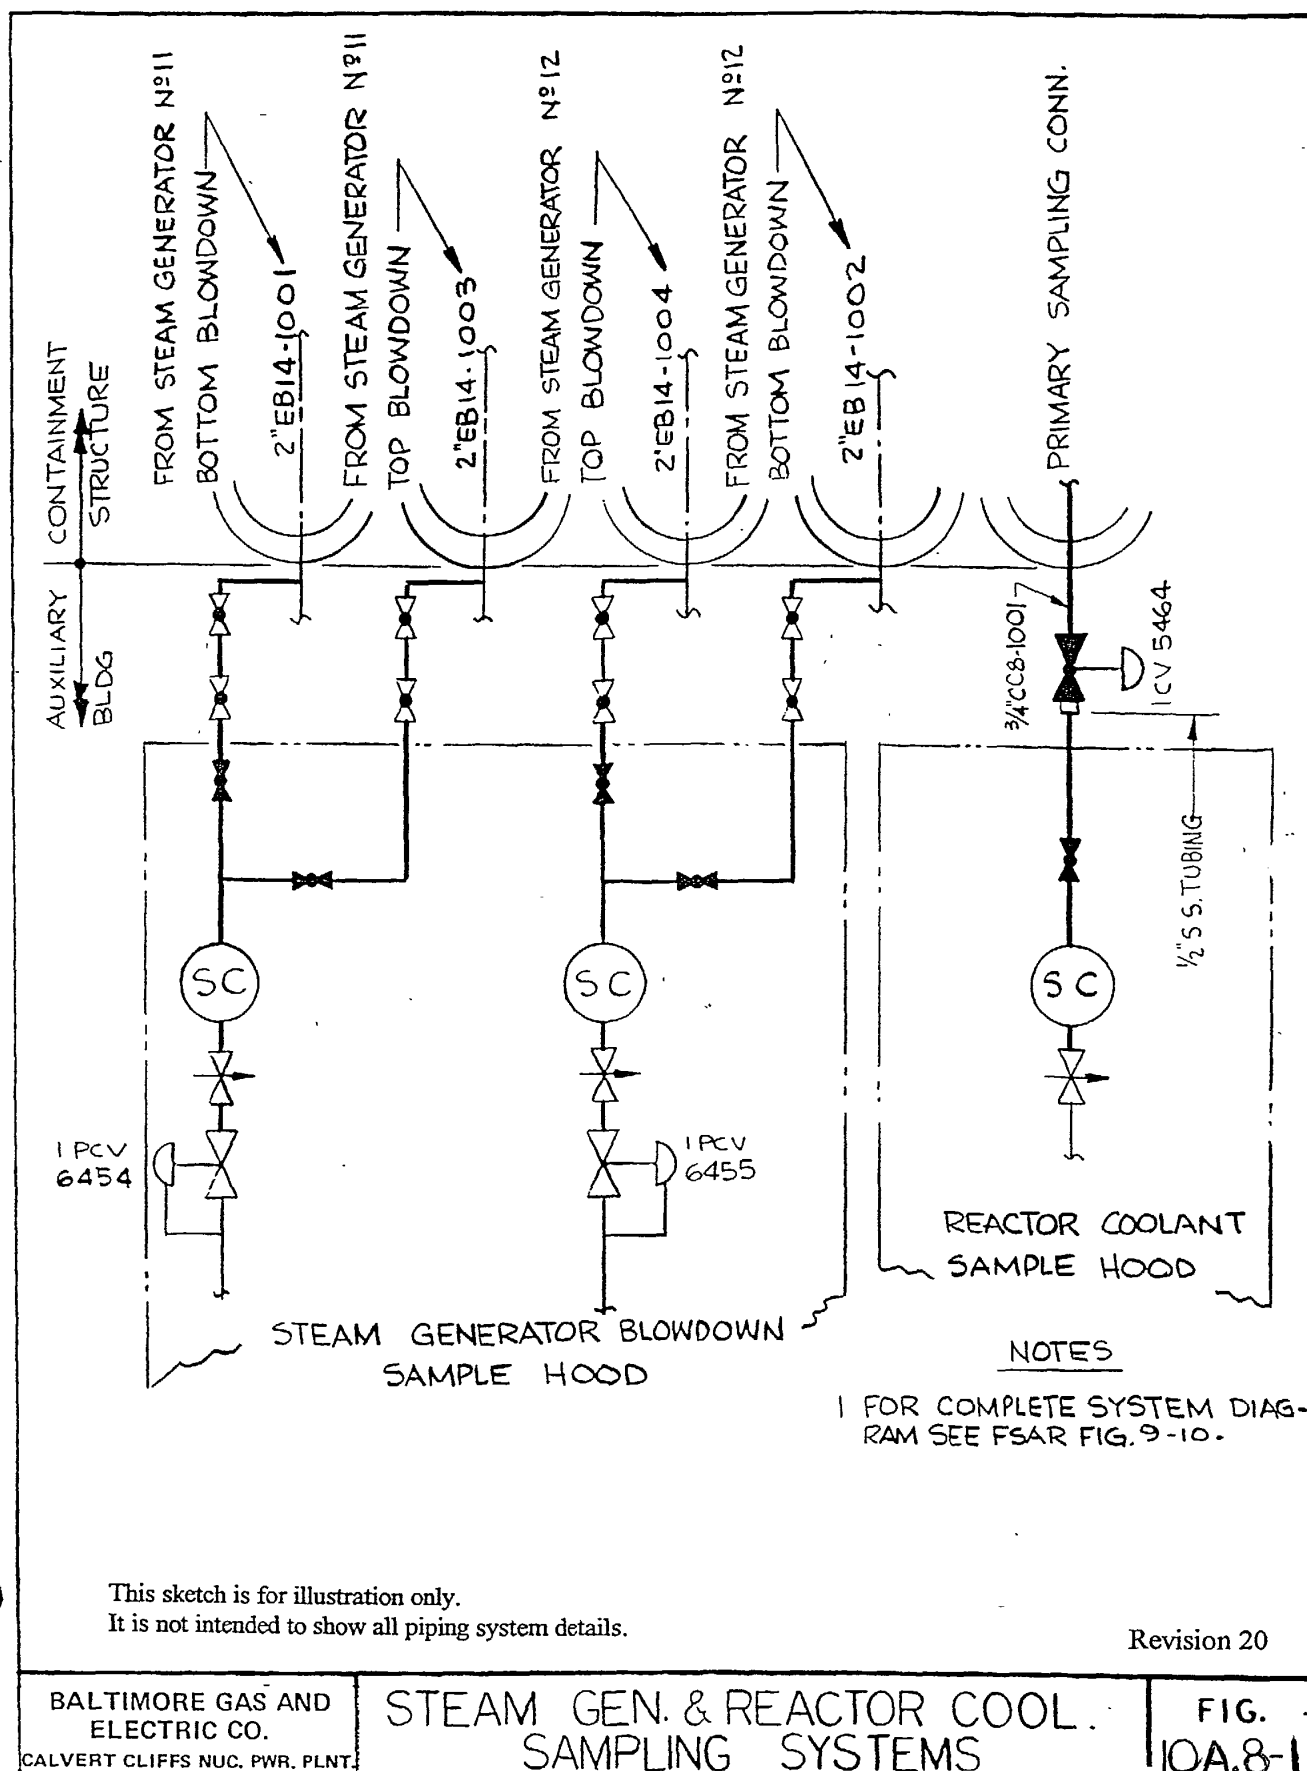 FROM STEAM GENERATOR Nº11
BOTTOM BLOWDOWN
2"EB14-1001
FROM STEAM GENERATOR Nº11
TOP BLOWDOWN
2"EB14-1003
FROM STEAM GENERATOR Nº12
TOP BLOWDOWN
2"EB14-1004
FROM STEAM GENERATOR Nº12
BOTTOM BLOWDOWN
2"EB14-1002
PRIMARY SAMPLING CONN.
CONTAINMENT
STRUCTURE
AUXILIARY
BLDG
3/4"CC8-1001
1CV 5464
1/2" S S. TUBING
SC
SC
SC
1 PCV
6454
1 PCV
6455
REACTOR COOLANT
SAMPLE HOOD
STEAM GENERATOR BLOWDOWN
SAMPLE HOOD
NOTES
1 FOR COMPLETE SYSTEM DIAG-
RAM SEE FSAR FIG. 9-10.
This sketch is for illustration only.
It is not intended to show all piping system details.
Revision 20
BALTIMORE GAS AND
ELECTRIC CO.
CALVERT CLIFFS NUC. PWR. PLNT.
STEAM GEN. & REACTOR COOL.
SAMPLING SYSTEMS
FIG.
10A.8-1